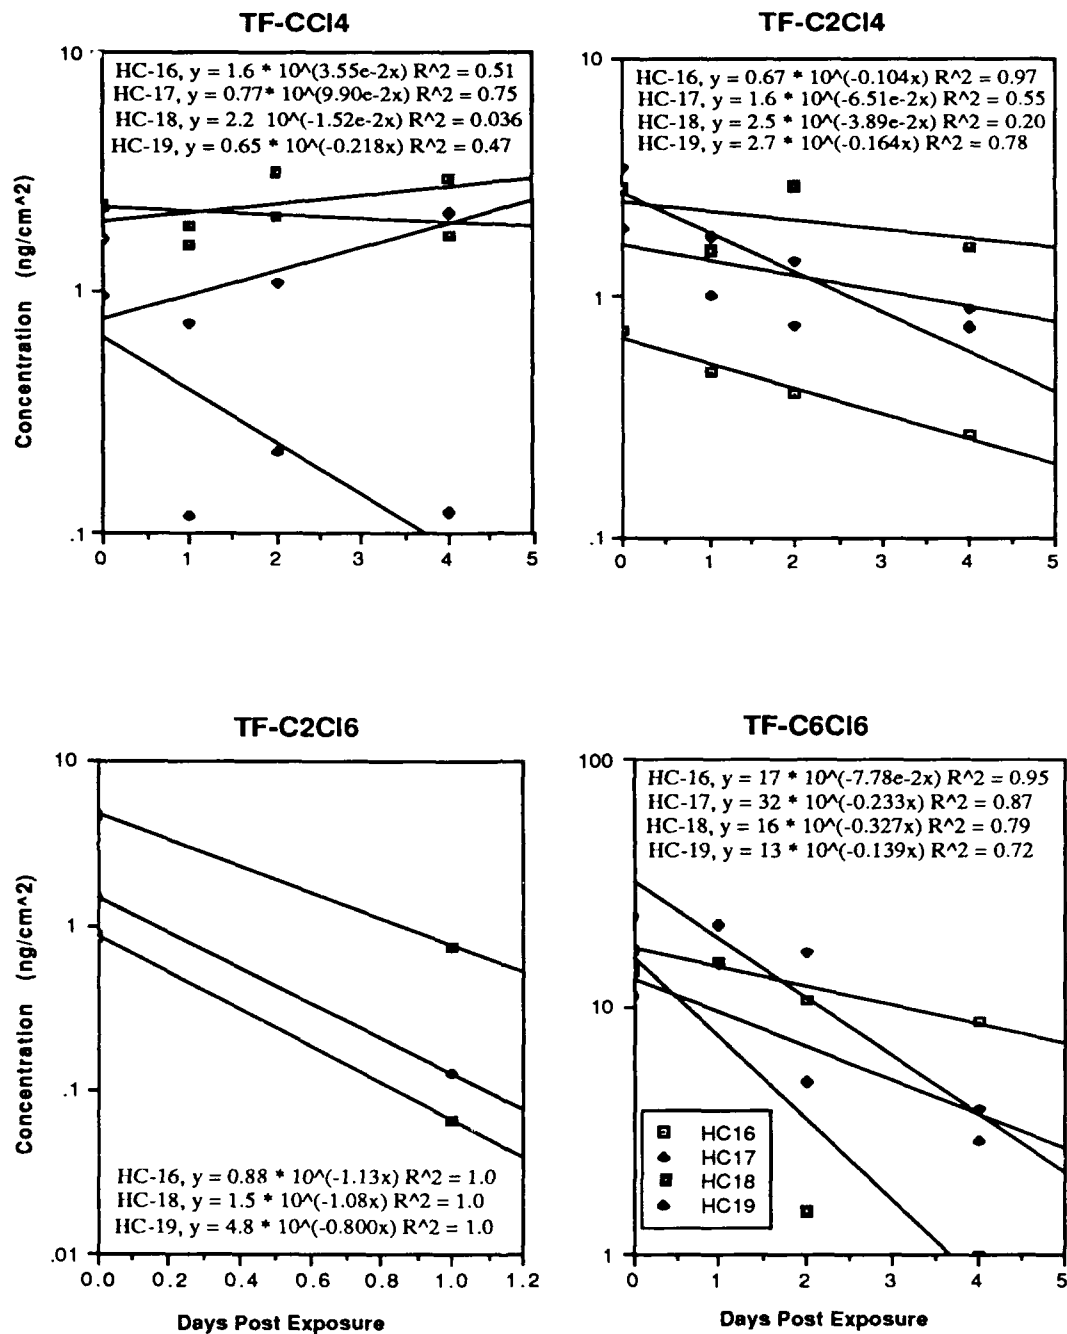 TF-CCl4
HC-16, y = 1.6 * 10^(3.55e-2x) R^2 = 0.51
HC-17, y = 0.77* 10^(9.90e-2x) R^2 = 0.75
HC-18, y = 2.2 10^(-1.52e-2x) R^2 = 0.036
HC-19, y = 0.65 * 10^(-0.218x) R^2 = 0.47
Concentration (ng/cm^2)
10
1
.1
0 1 2 3 4 5
TF-C2Cl4
HC-16, y = 0.67 * 10^(-0.104x) R^2 = 0.97
HC-17, y = 1.6 * 10^(-6.51e-2x) R^2 = 0.55
HC-18, y = 2.5 * 10^(-3.89e-2x) R^2 = 0.20
HC-19, y = 2.7 * 10^(-0.164x) R^2 = 0.78
10
1
.1
0 1 2 3 4 5
TF-C2Cl6
Concentration (ng/cm^2)
10
1
.1
.01
HC-16, y = 0.88 * 10^(-1.13x) R^2 = 1.0
HC-18, y = 1.5 * 10^(-1.08x) R^2 = 1.0
HC-19, y = 4.8 * 10^(-0.800x) R^2 = 1.0
0.0 0.2 0.4 0.6 0.8 1.0 1.2
Days Post Exposure
TF-C6Cl6
HC-16, y = 17 * 10^(-7.78e-2x) R^2 = 0.95
HC-17, y = 32 * 10^(-0.233x) R^2 = 0.87
HC-18, y = 16 * 10^(-0.327x) R^2 = 0.79
HC-19, y = 13 * 10^(-0.139x) R^2 = 0.72
100
10
1
HC16
HC17
HC18
HC19
0 1 2 3 4 5
Days Post Exposure